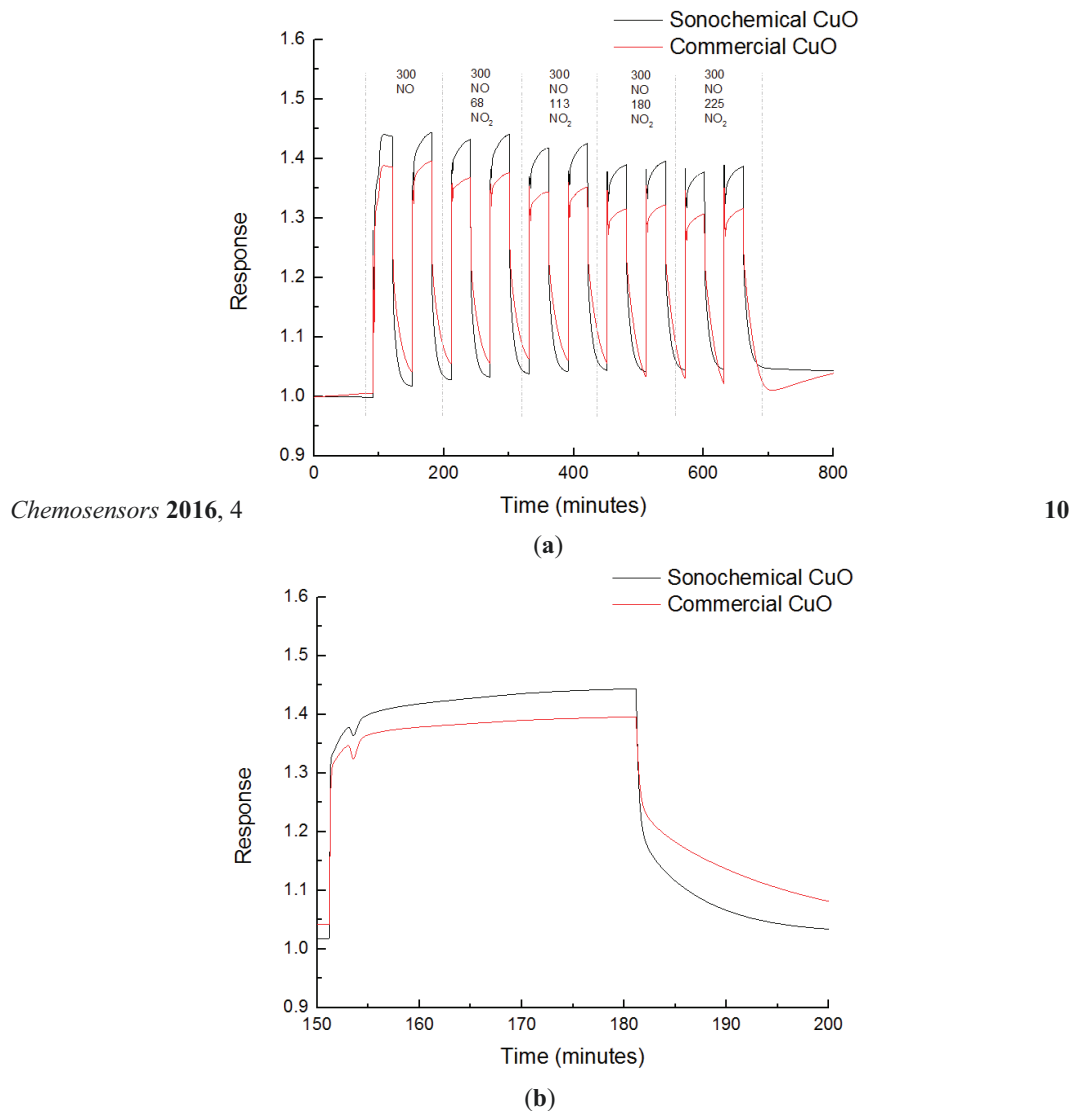 Sonochemical CuO
Commercial CuO
1.6
1.5
1.4
1.3
1.2
1.1
1.0
0.9
Response
300 300 300 300 300
NO NO NO NO NO
68 113 180 225
NO₂ NO₂ NO₂ NO₂
0 200 400 600 800
Time (minutes)
Chemosensors 2016, 4 10
(a)
Sonochemical CuO
Commercial CuO
1.6
1.5
1.4
1.3
1.2
1.1
1.0
0.9
Response
150 160 170 180 190 200
Time (minutes)
(b)